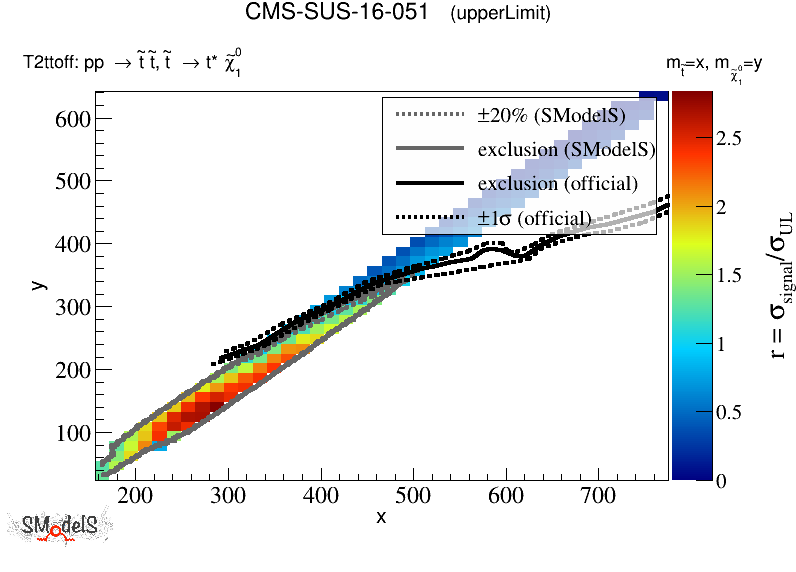 CMS-SUS-16-051 (upperLimit)
T2ttoff: pp → t̃ t̃, t̃ → t* χ̃⁰₁
m_t̃=x, m_χ̃⁰₁=y
±20% (SModelS)
exclusion (SModelS)
exclusion (official)
±1σ (official)
y
600
500
400
300
200
100
200 300 400 500 600 700
x
2.5
2
1.5
1
0.5
0
r = σ_signal/σ_UL
SModelS